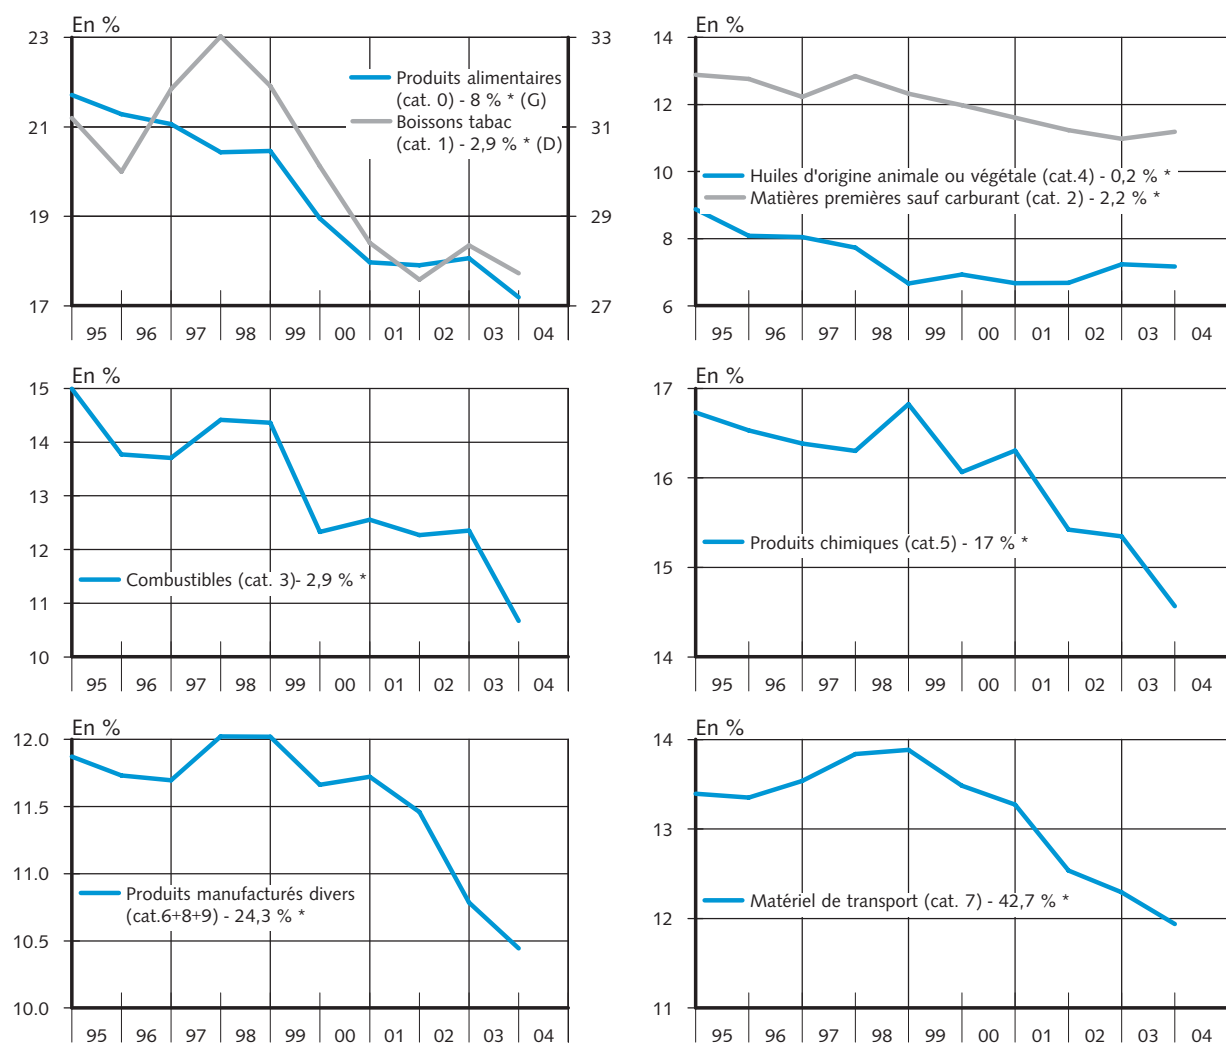 En %
23
21
19
17
33
31
29
27
Produits alimentaires
(cat. 0) - 8 % * (G)
Boissons tabac
(cat. 1) - 2,9 % * (D)
95 96 97 98 99 00 01 02 03 04
En %
14
12
10
8
6
Huiles d'origine animale ou végétale (cat.4) - 0,2 % *
Matières premières sauf carburant (cat. 2) - 2,2 % *
95 96 97 98 99 00 01 02 03 04
En %
15
14
13
12
11
10
Combustibles (cat. 3)- 2,9 % *
95 96 97 98 99 00 01 02 03 04
En %
17
16
15
14
Produits chimiques (cat.5) - 17 % *
95 96 97 98 99 00 01 02 03 04
En %
12.0
11.5
11.0
10.5
10.0
Produits manufacturés divers
(cat.6+8+9) - 24,3 % *
95 96 97 98 99 00 01 02 03 04
En %
14
13
12
11
Matériel de transport (cat. 7) - 42,7 % *
95 96 97 98 99 00 01 02 03 04